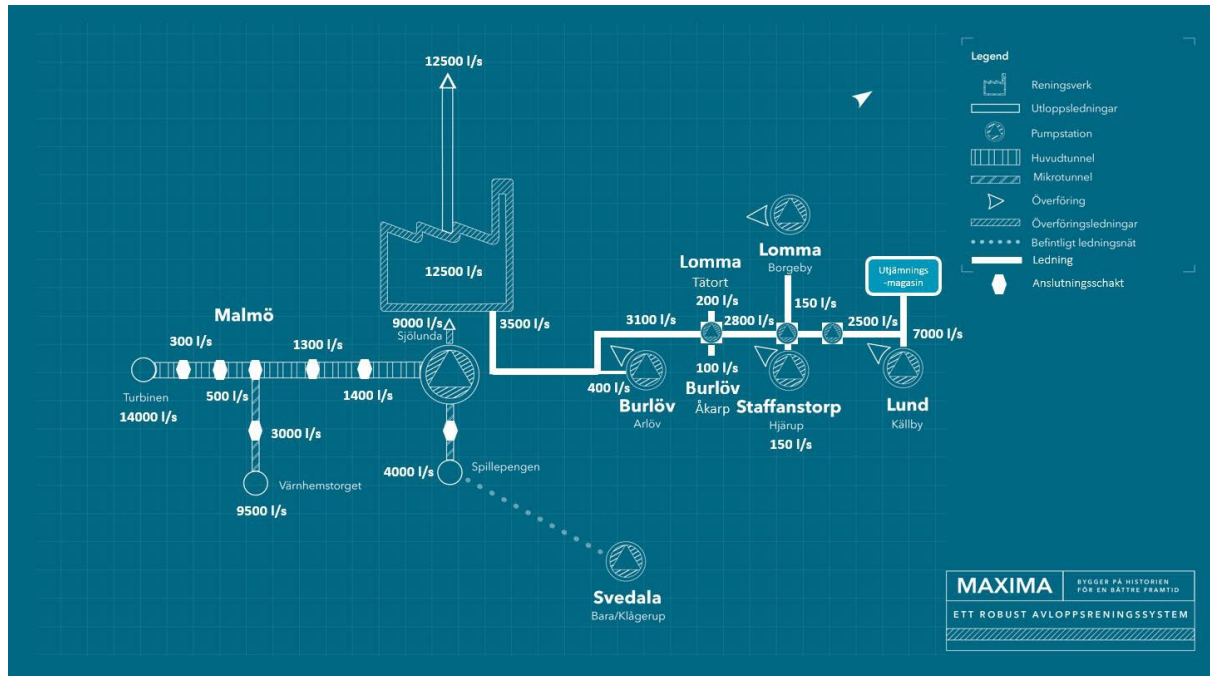 12500 l/s
Legend
Reningsverk
Utloppsledningar
Pumpstation
Huvudtunnel
Mikrotunnel
Överföring
Överföringsledningar
Befintligt ledningsnät
Ledning
Anslutningsschakt
12500 l/s
Lomma
Borgeby
Lomma
Tätort
200 l/s
150 l/s
Utjämnings
-magasin
Malmö
300 l/s
1300 l/s
9000 l/s
Sjölunda
3500 l/s
3100 l/s
2800 l/s
2500 l/s
7000 l/s
Turbinen
14000 l/s
500 l/s
1400 l/s
400 l/s
Burlöv
Arlöv
100 l/s
Burlöv
Åkarp
Staffanstorp
Hjärup
150 l/s
Lund
Källby
3000 l/s
Värnhemstorget
9500 l/s
4000 l/s
Spillepengen
Svedala
Bara/Klågerup
MAXIMA
BYGGER PÅ HISTORIEN
FÖR EN BÄTTRE FRAMTID
ETT ROBUST AVLOPPSRENINGSSYSTEM